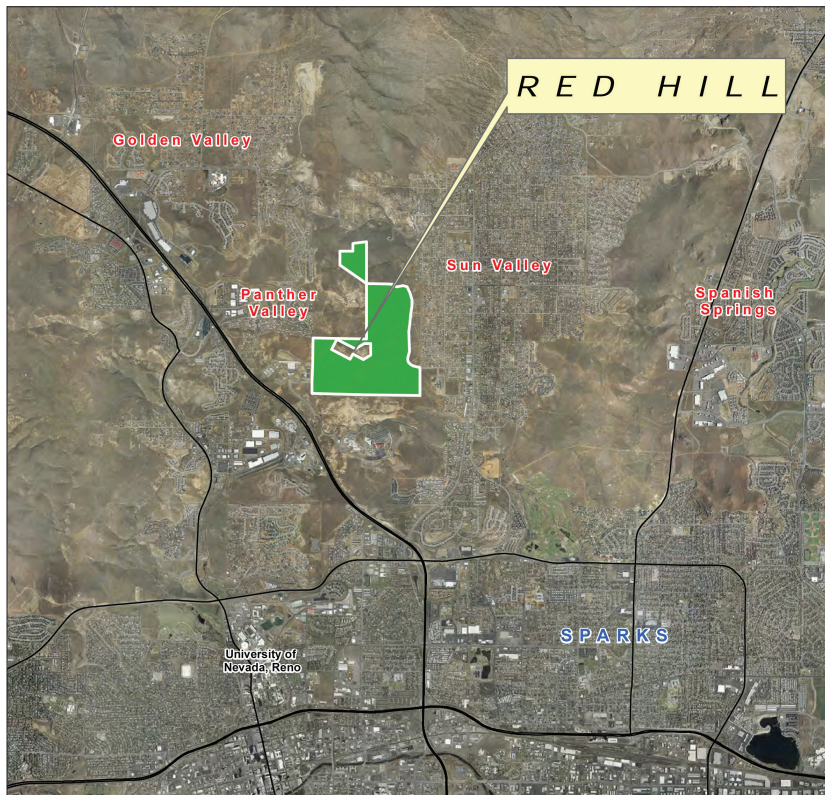 RED HILL
Golden Valley
Sun Valley
Panther
Valley
Spanish
Springs
SPARKS
University of
Nevada, Reno